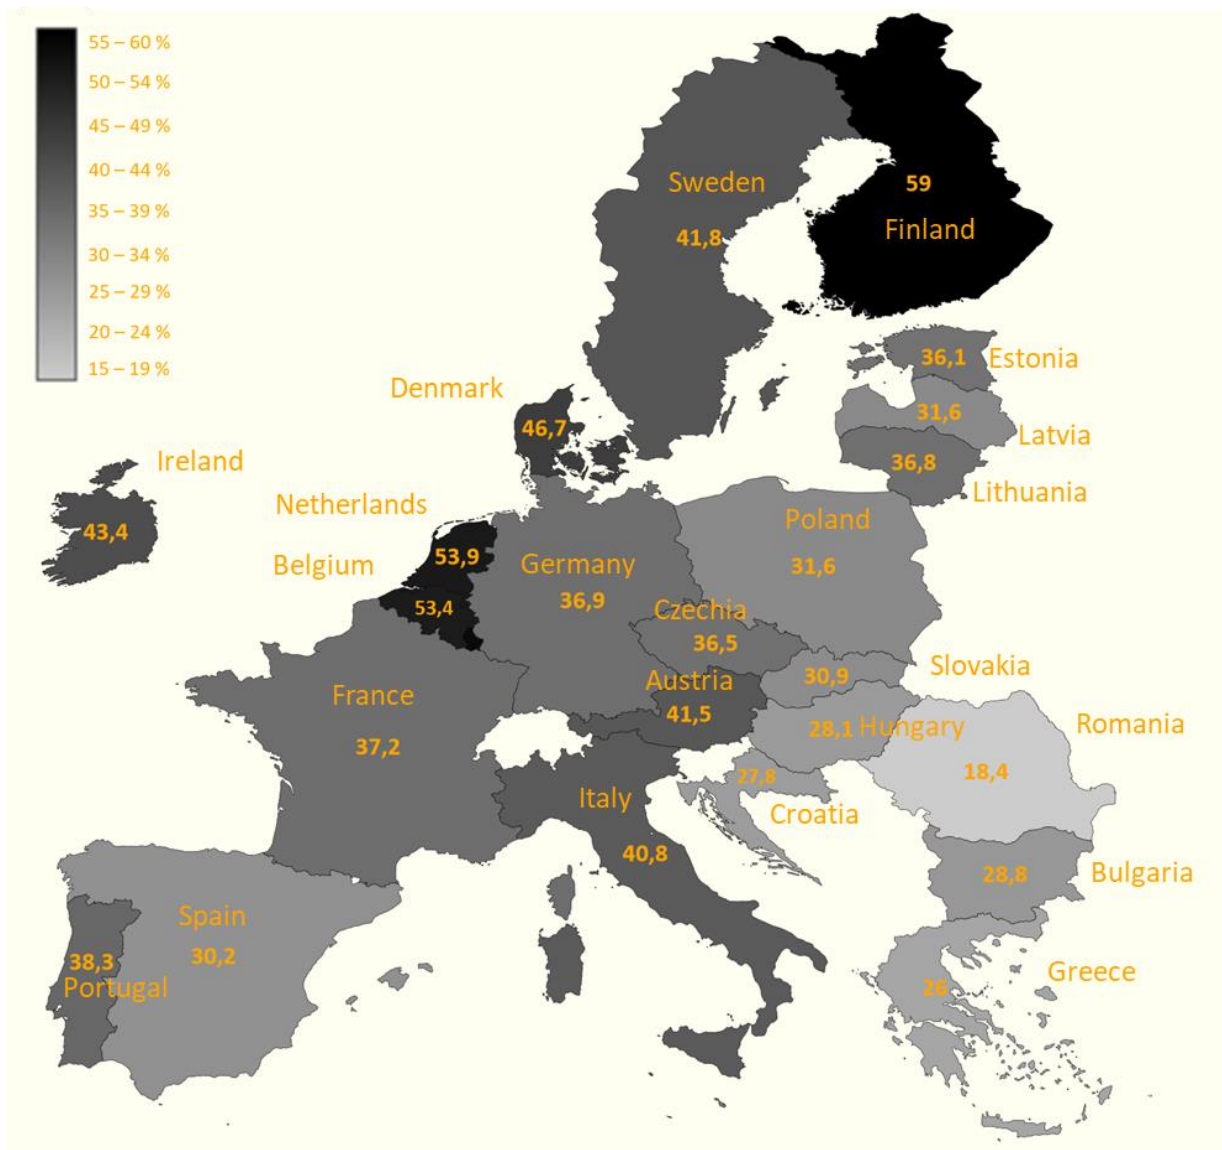 55 – 60 %
50 – 54 %
45 – 49 %
40 – 44 %
35 – 39 %
30 – 34 %
25 – 29 %
20 – 24 %
15 – 19 %
Sweden
41,8
59
Finland
36,1 Estonia
31,6
Latvia
36,8
Lithuania
Denmark
46,7
Ireland
43,4
Netherlands
53,9
Belgium
53,4
Germany
36,9
Poland
31,6
Czechia
36,5
Slovakia
30,9
Austria
41,5
France
37,2
28,1 Hungary
Romania
18,4
27,8
Croatia
Italy
40,8
Bulgaria
28,8
Spain
30,2
38,3
Portugal
Greece
26